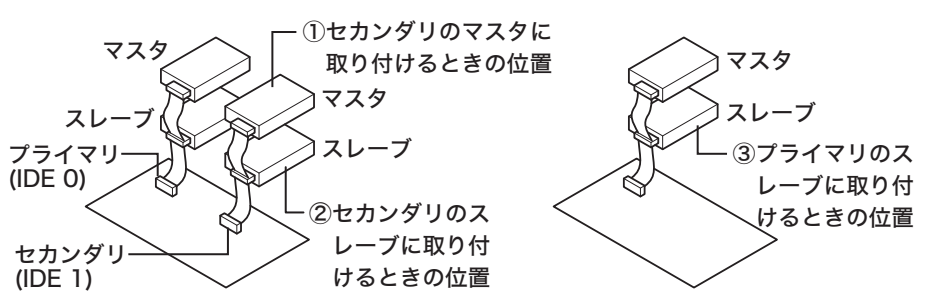 マスタ
スレーブ
プライマリ
(IDE 0)
セカンダリ
(IDE 1)
①セカンダリのマスタに
取り付けるときの位置
マスタ
スレーブ
②セカンダリのス
レーブに取り付
けるときの位置
マスタ
スレーブ
③プライマリのス
レーブに取り付
けるときの位置